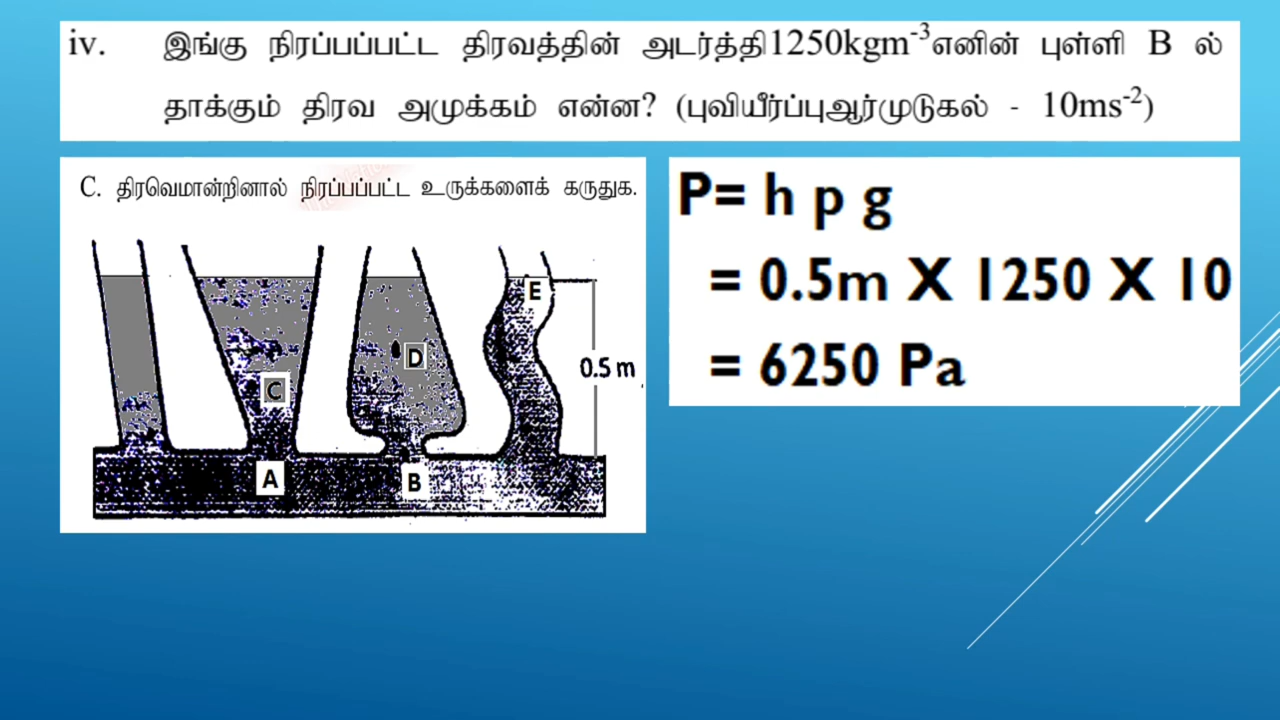 iv. இங்கு நிரப்பப்பட்ட திரவத்தின் அடர்த்தி1250kgm⁻³எனின் புள்ளி B ல்
தாக்கும் திரவ அமுக்கம் என்ன? (புவியீர்ப்புஆர்முடுகல் - 10ms⁻²)
C. திரவெமான்றினால் நிரப்பப்பட்ட உருக்களைக் கருதுக.
E
D
0.5 m
C
A
B
P= h p g
= 0.5m X 1250 X 10
= 6250 Pa